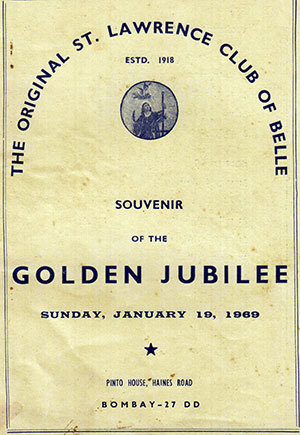 THE ORIGINAL ST. LAWRENCE CLUB OF BELLE
ESTD. 1918
SOUVENIR
OF THE
GOLDEN JUBILEE
SUNDAY, JANUARY 19, 1969
PINTO HOUSE, HAINES ROAD
BOMBAY-27 DD